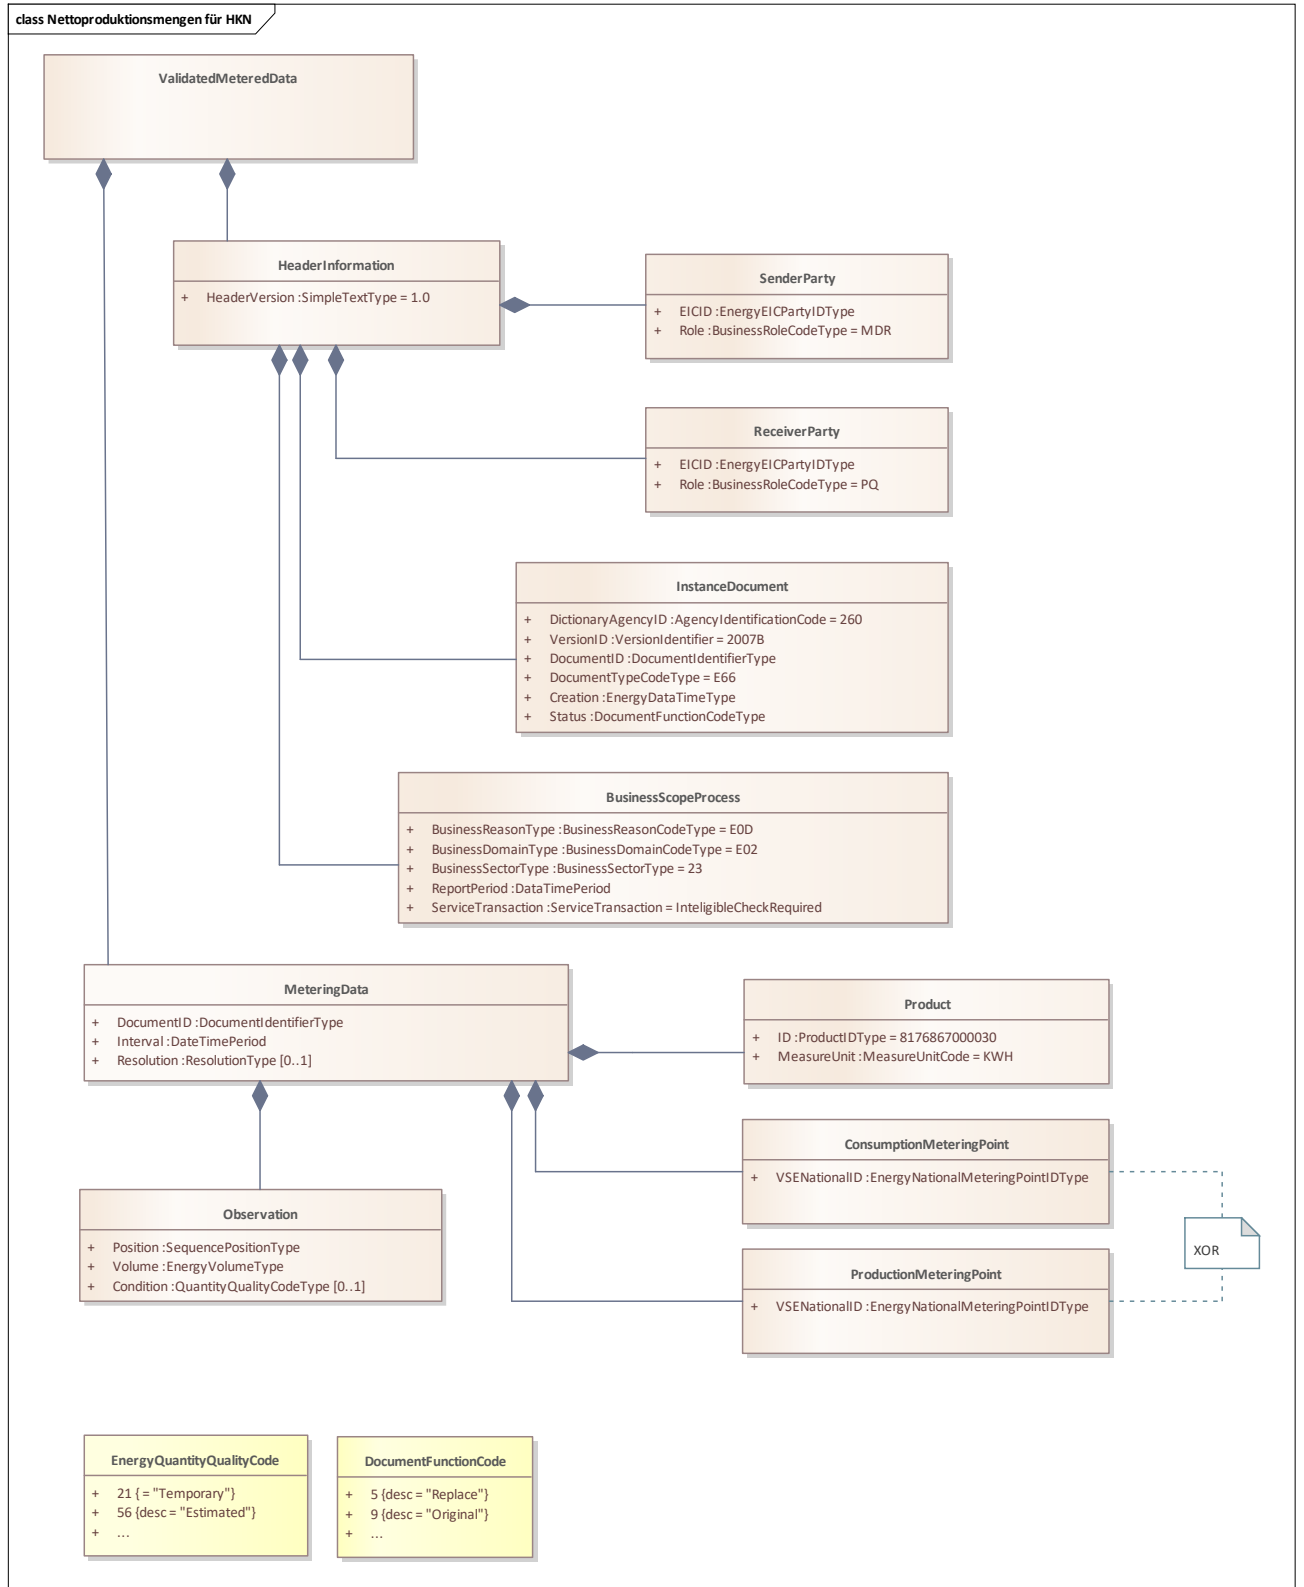 class Nettoproduktionsmengen für HKN
ValidatedMeteredData
HeaderInformation
+ HeaderVersion :SimpleTextType = 1.0
SenderParty
+ EICID :EnergyEICPartyIDType
+ Role :BusinessRoleCodeType = MDR
ReceiverParty
+ EICID :EnergyEICPartyIDType
+ Role :BusinessRoleCodeType = PQ
InstanceDocument
+ DictionaryAgencyID :AgencyIdentificationCode = 260
+ VersionID :VersionIdentifier = 2007B
+ DocumentID :DocumentIdentifierType
+ DocumentTypeCodeType = E66
+ Creation :EnergyDataTimeType
+ Status :DocumentFunctionCodeType
BusinessScopeProcess
+ BusinessReasonType :BusinessReasonCodeType = E0D
+ BusinessDomainType :BusinessDomainCodeType = E02
+ BusinessSectorType :BusinessSectorType = 23
+ ReportPeriod :DataTimePeriod
+ ServiceTransaction :ServiceTransaction = InteligibleCheckRequired
MeteringData
+ DocumentID :DocumentIdentifierType
+ Interval :DateTimePeriod
+ Resolution :ResolutionType [0..1]
Product
+ ID :ProductIDType = 8176867000030
+ MeasureUnit :MeasureUnitCode = KWH
ConsumptionMeteringPoint
+ VSENationalID :EnergyNationalMeteringPointIDType
Observation
+ Position :SequencePositionType
+ Volume :EnergyVolumeType
+ Condition :QuantityQualityCodeType [0..1]
XOR
ProductionMeteringPoint
+ VSENationalID :EnergyNationalMeteringPointIDType
EnergyQuantityQualityCode
+ 21 { = "Temporary"}
+ 56 {desc = "Estimated"}
+ ...
DocumentFunctionCode
+ 5 {desc = "Replace"}
+ 9 {desc = "Original"}
+ ...